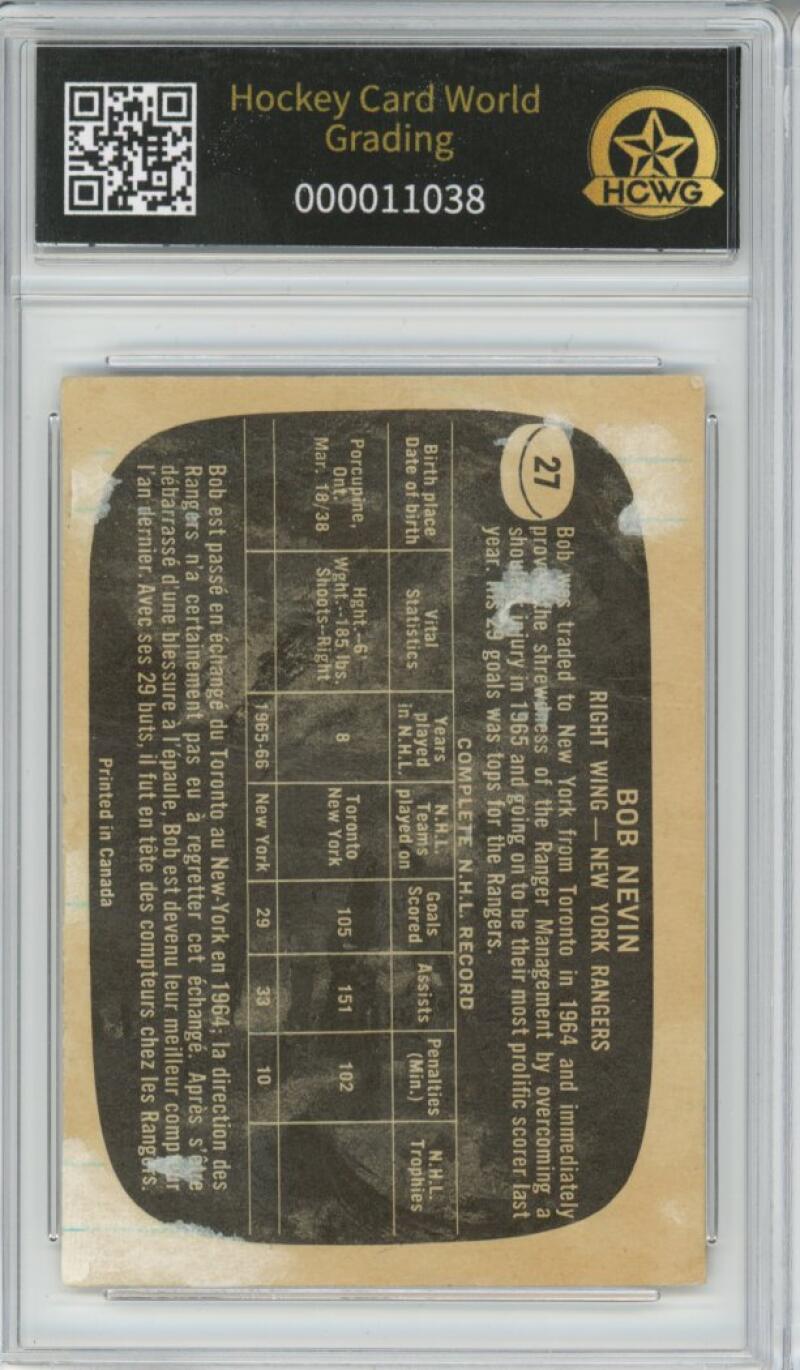 Hockey Card World
Grading
000011038
HCWG
27
BOB NEVIN
RIGHT WING — NEW YORK RANGERS
Bob was traded to New York from Toronto in 1964 and immediately
the shrewdness of the Ranger Management by overcoming a
injury in 1965 and going on to be their most prolific scorer last
year. His 29 goals was tops for the Rangers.
COMPLETE N.H.L. RECORD
Birth place Date of birth
Vital Statistics
Years played in N.H.L.
N.H.L. Teams played on
Goals Scored
Assists
Penalties (Min.)
N.H.L. Trophies
Porcupine, Ont. Mar. 18/38
Hght.--6' Wght.--185 lbs. Shoots--Right
8
Toronto New York
105
151
102
1965-66 New York 29 33 10
Bob est passé en échange du Toronto au New-York en 1964; la direction des
Rangers n'a certainement pas eu à regretter cet échangé. Après s'être
débarrassé d'une blessure à l'épaule, Bob est devenu leur meilleur
l'an dernier. Avec ses 29 buts, il fut en tête des compteurs chez les Rangers.
Printed in Canada